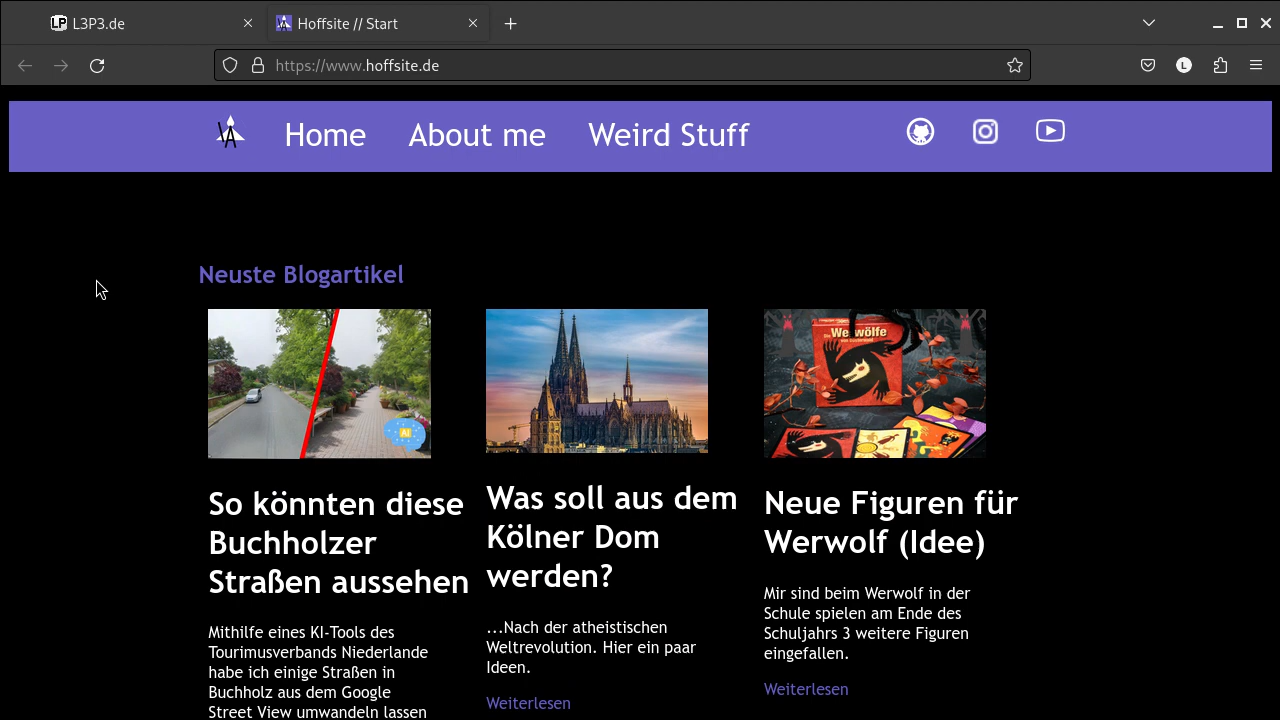 L3P3.de
Hoffsite // Start
https://www.hoffsite.de
L
Home About me Weird Stuff
Neuste Blogartikel
AI
Werwölfe
So könnten diese
Buchholzer
Straßen aussehen
Mithilfe eines KI-Tools des
Tourimusverbands Niederlande
habe ich einige Straßen in
Buchholz aus dem Google
Street View umwandeln lassen
Was soll aus dem
Kölner Dom
werden?
...Nach der atheistischen
Weltrevolution. Hier ein paar
Ideen.
Weiterlesen
Neue Figuren für
Werwolf (Idee)
Mir sind beim Werwolf in der
Schule spielen am Ende des
Schuljahrs 3 weitere Figuren
eingefallen.
Weiterlesen